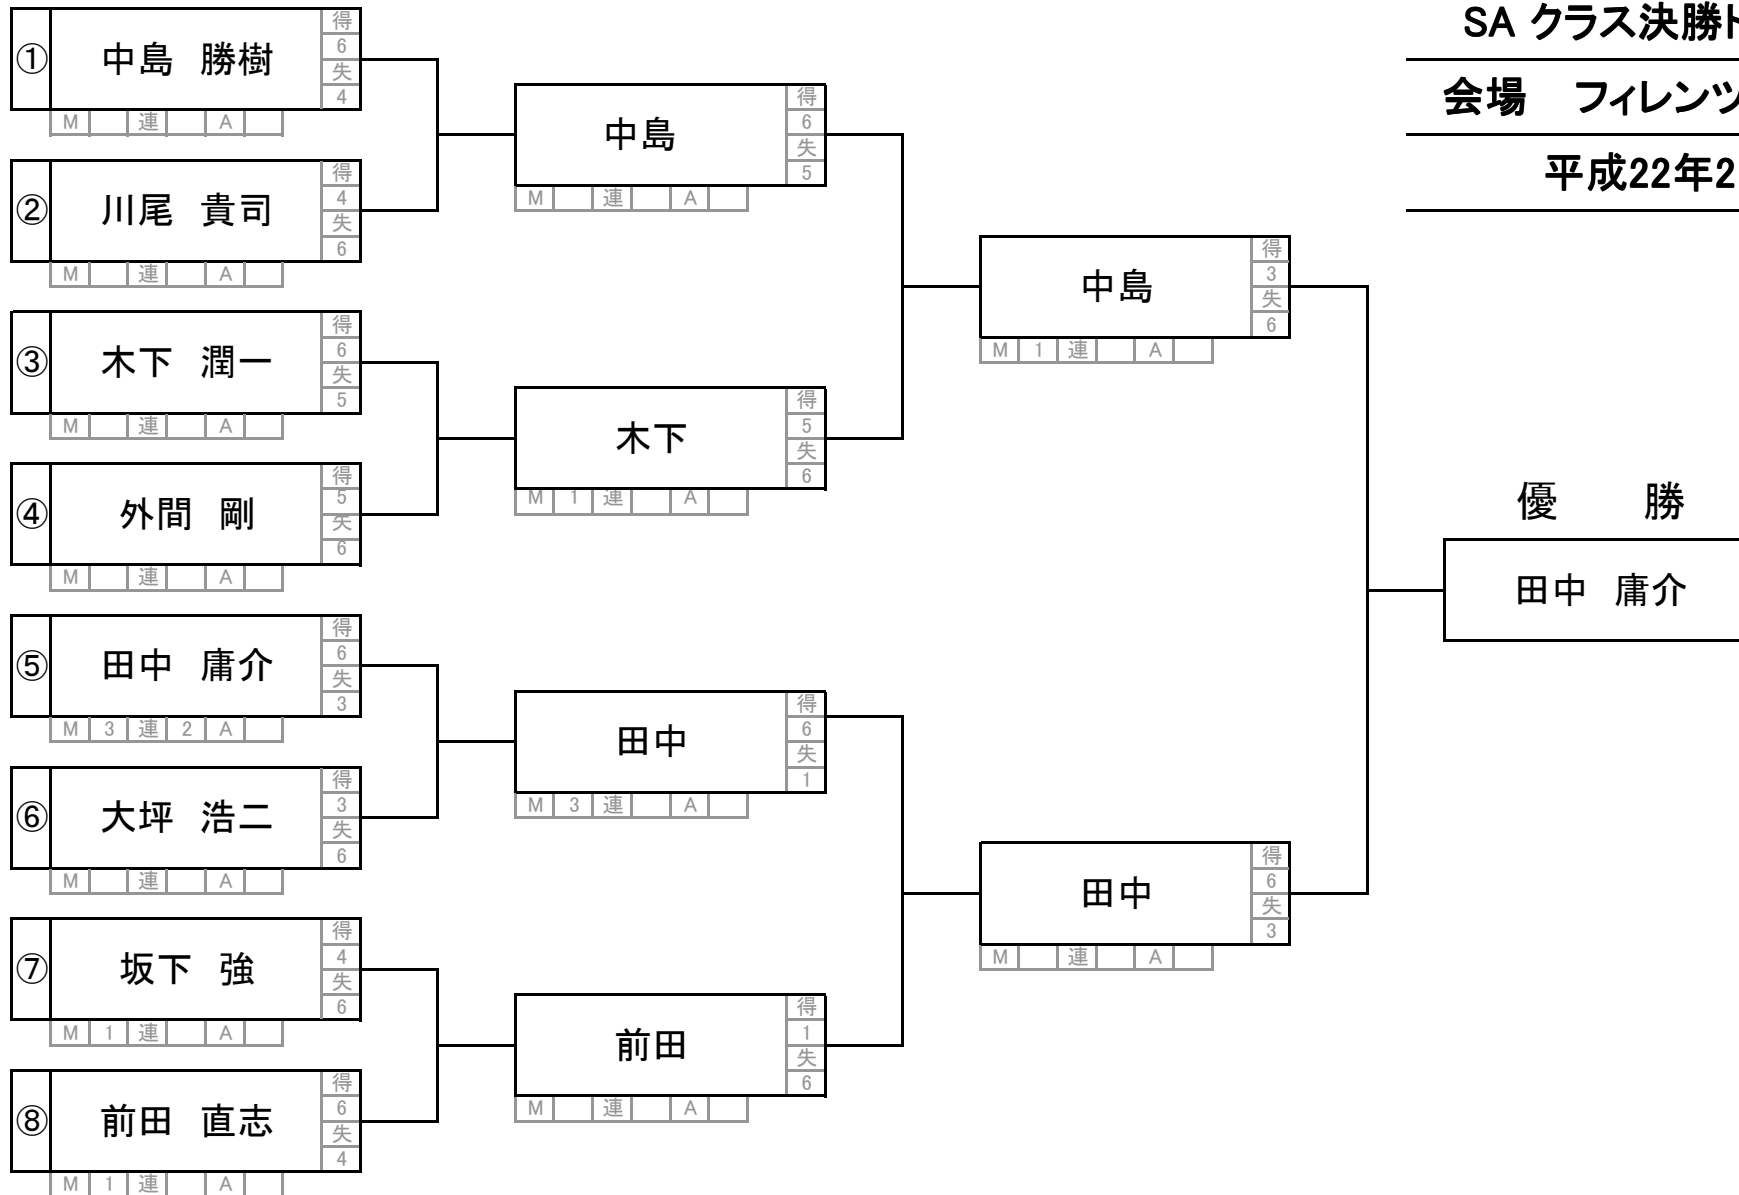 SA クラス決勝ト
会場 フィレンツ
平成22年2
① 中島 勝樹 得 6 失 4
M 連 A
② 川尾 貴司 得 4 失 6
M 連 A
③ 木下 潤一 得 6 失 5
M 連 A
④ 外間 剛 得 5 失 6
M 連 A
⑤ 田中 庸介 得 6 失 3
M 3 連 2 A
⑥ 大坪 浩二 得 3 失 6
M 連 A
⑦ 坂下 強 得 4 失 6
M 1 連 A
⑧ 前田 直志 得 6 失 4
M 1 連 A
中島 得 6 失 5
M 連 A
木下 得 5 失 6
M 1 連 A
田中 得 6 失 1
M 3 連 A
前田 得 1 失 6
M 連 A
中島 得 3 失 6
M 1 連 A
田中 得 6 失 3
M 連 A
優 勝
田中 庸介